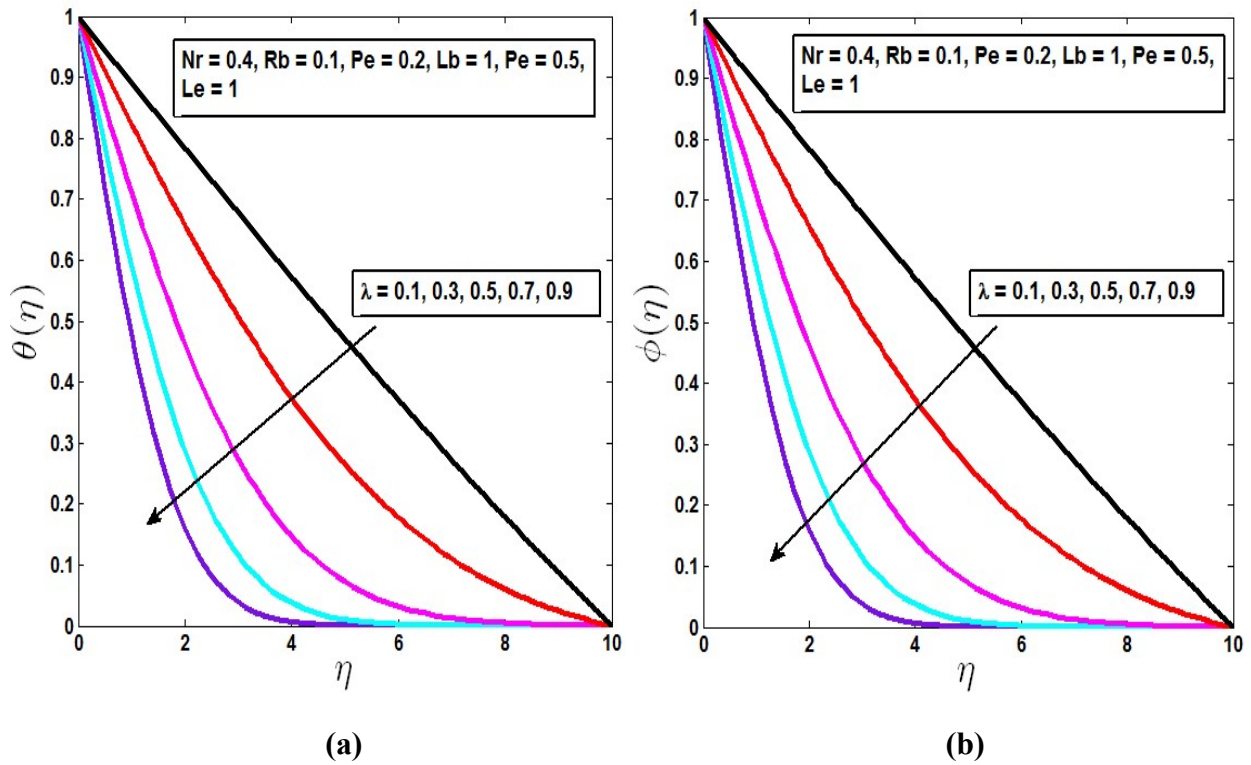 Nr = 0.4, Rb = 0.1, Pe = 0.2, Lb = 1, Pe = 0.5,
Le = 1
λ = 0.1, 0.3, 0.5, 0.7, 0.9
θ(η)
1
0.9
0.8
0.7
0.6
0.5
0.4
0.3
0.2
0.1
0
0 2 4 6 8 10
η
(a)
Nr = 0.4, Rb = 0.1, Pe = 0.2, Lb = 1, Pe = 0.5,
Le = 1
λ = 0.1, 0.3, 0.5, 0.7, 0.9
ϕ(η)
1
0.9
0.8
0.7
0.6
0.5
0.4
0.3
0.2
0.1
0
0 2 4 6 8 10
η
(b)